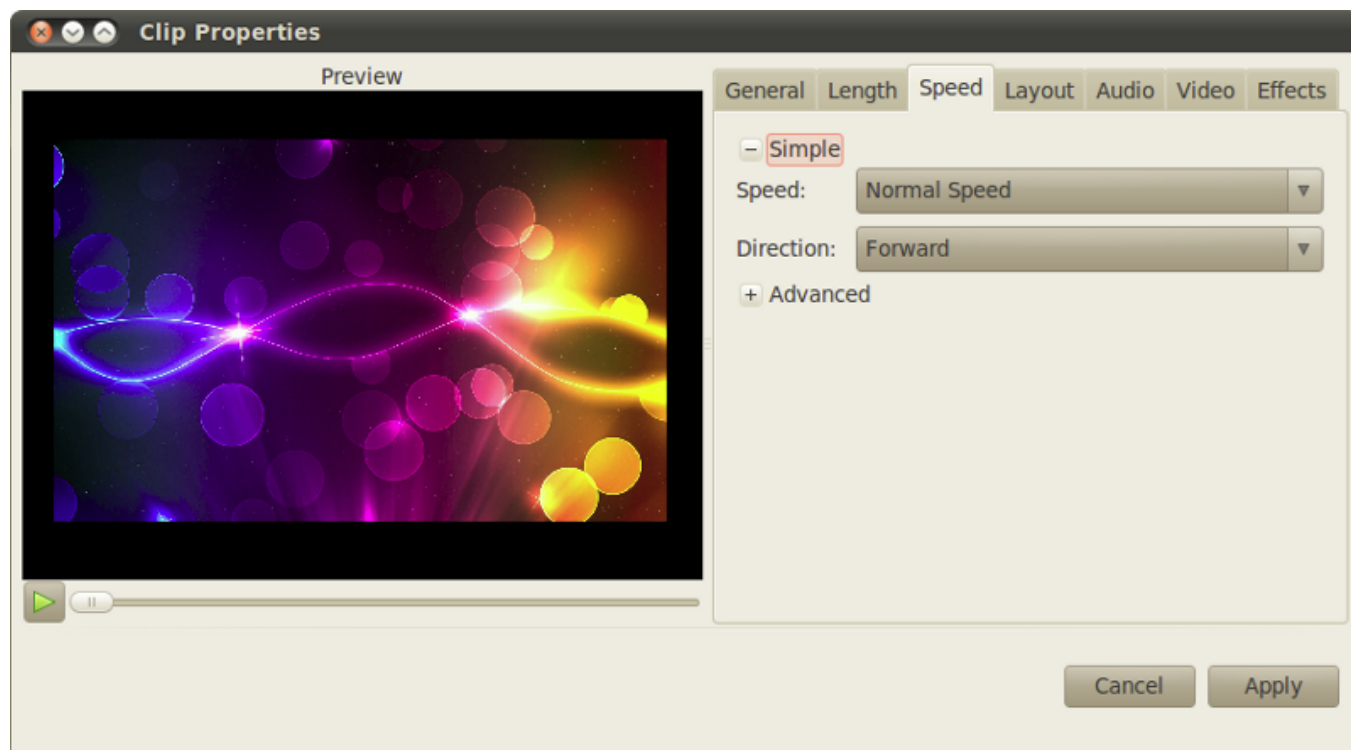 Clip Properties
Preview
General Length Speed Layout Audio Video Effects
Simple
Speed: Normal Speed
Direction: Forward
Advanced
Cancel Apply